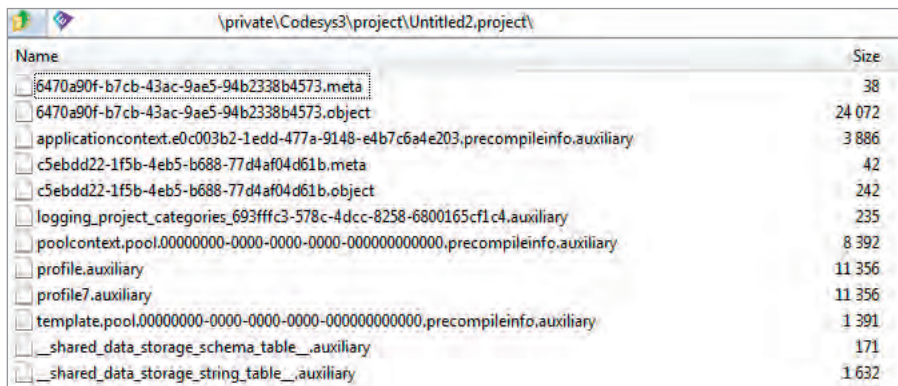 \private\Codesys3\project\Untitled2.project\
Name Size
6470a90f-b7cb-43ac-9ae5-94b2338b4573.meta 38
6470a90f-b7cb-43ac-9ae5-94b2338b4573.object 24 072
applicationcontext.e0c003b2-1edd-477a-9148-e4b7c6a4e203.precompileinfo.auxiliary 3 886
c5ebdd22-1f5b-4eb5-b688-77d4af04d61b.meta 42
c5ebdd22-1f5b-4eb5-b688-77d4af04d61b.object 242
logging_project_categories_693fffc3-578c-4dcc-8258-6800165cf1c4.auxiliary 235
poolcontext.pool.00000000-0000-0000-0000-000000000000.precompileinfo.auxiliary 8 392
profile.auxiliary 11 356
profile7.auxiliary 11 356
template.pool.00000000-0000-0000-0000-000000000000.precompileinfo.auxiliary 1 391
__shared_data_storage_schema_table__.auxiliary 171
__shared_data_storage_string_table__.auxiliary 1 632